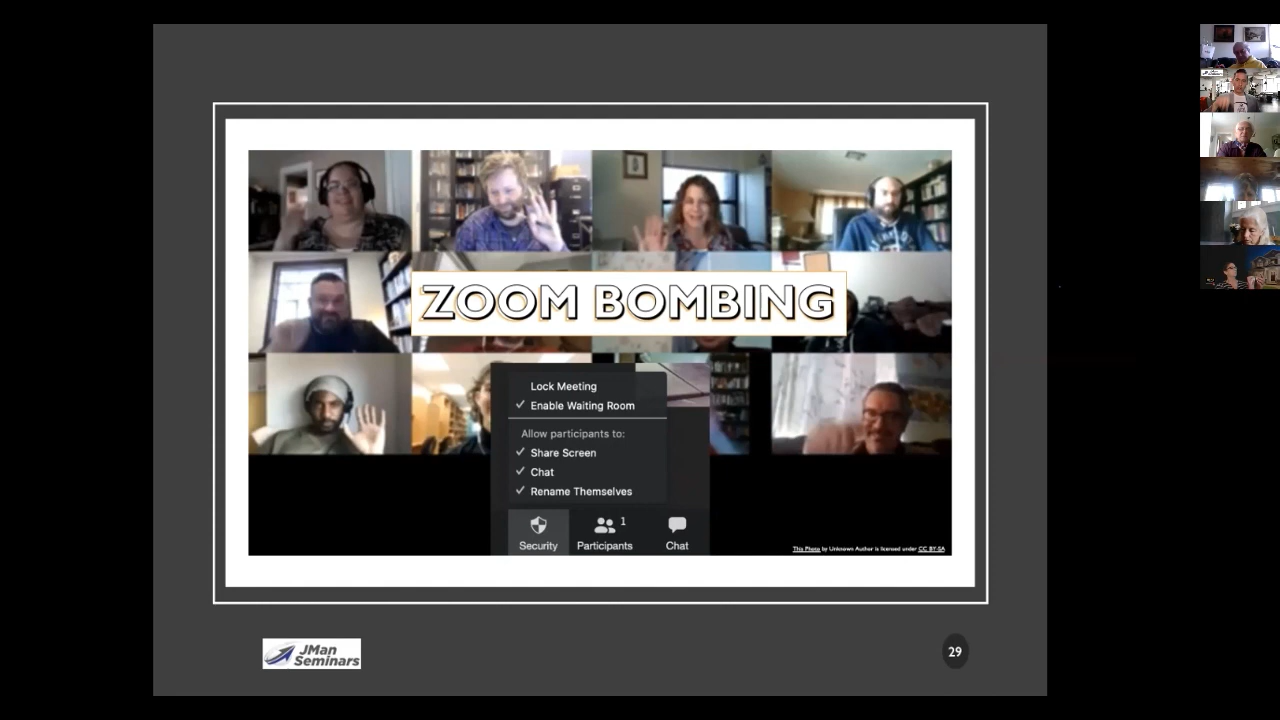 ZOOM BOMBING
Lock Meeting
Enable Waiting Room
Allow participants to:
Share Screen
Chat
Rename Themselves
1
Security
Participants
Chat
This Photo by Unknown Author is licensed under CC BY-SA
JMan
Seminars
29